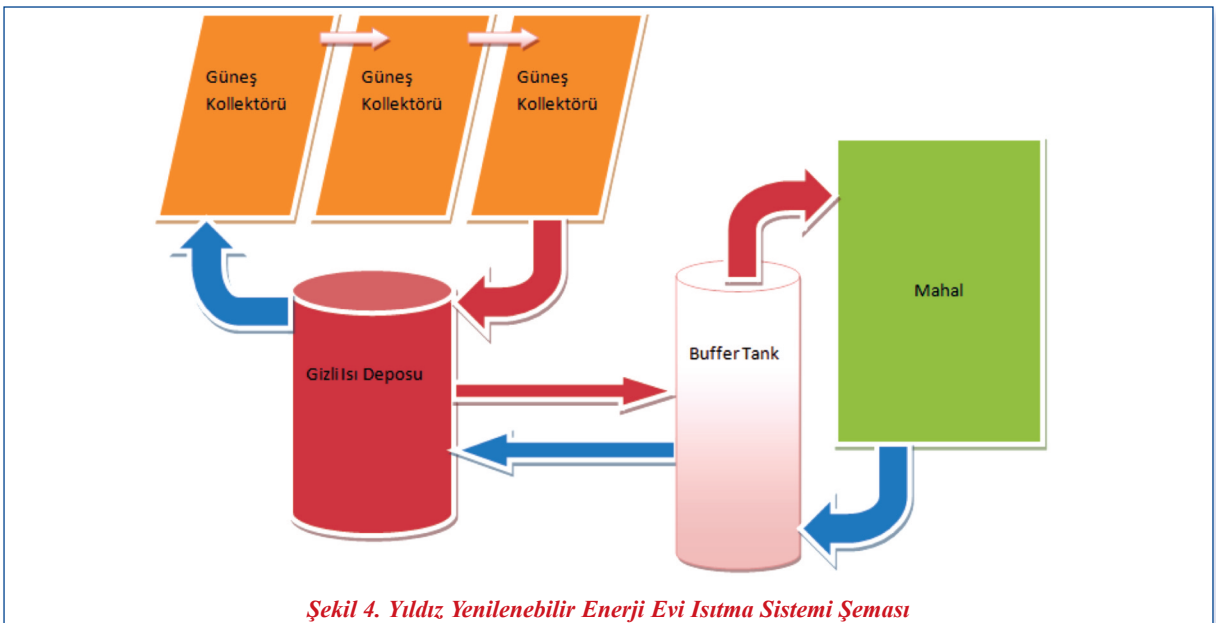 Güneş
Kollektörü
Güneş
Kollektörü
Güneş
Kollektörü
Mahal
Buffer Tank
Gizli Isı Deposu
Şekil 4. Yıldız Yenilenebilir Enerji Evi Isıtma Sistemi Şeması